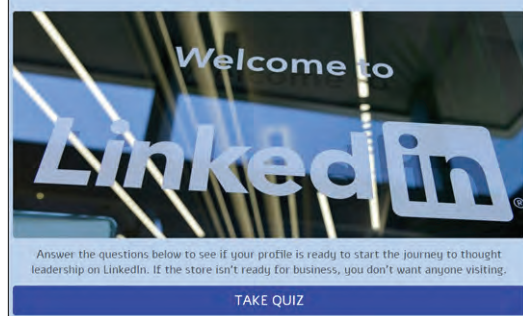 Welcome to
Linkedin®
Answer the questions below to see if your profile is ready to start the journey to thought
leadership on LinkedIn. If the store isn't ready for business, you don't want anyone visiting.
TAKE QUIZ